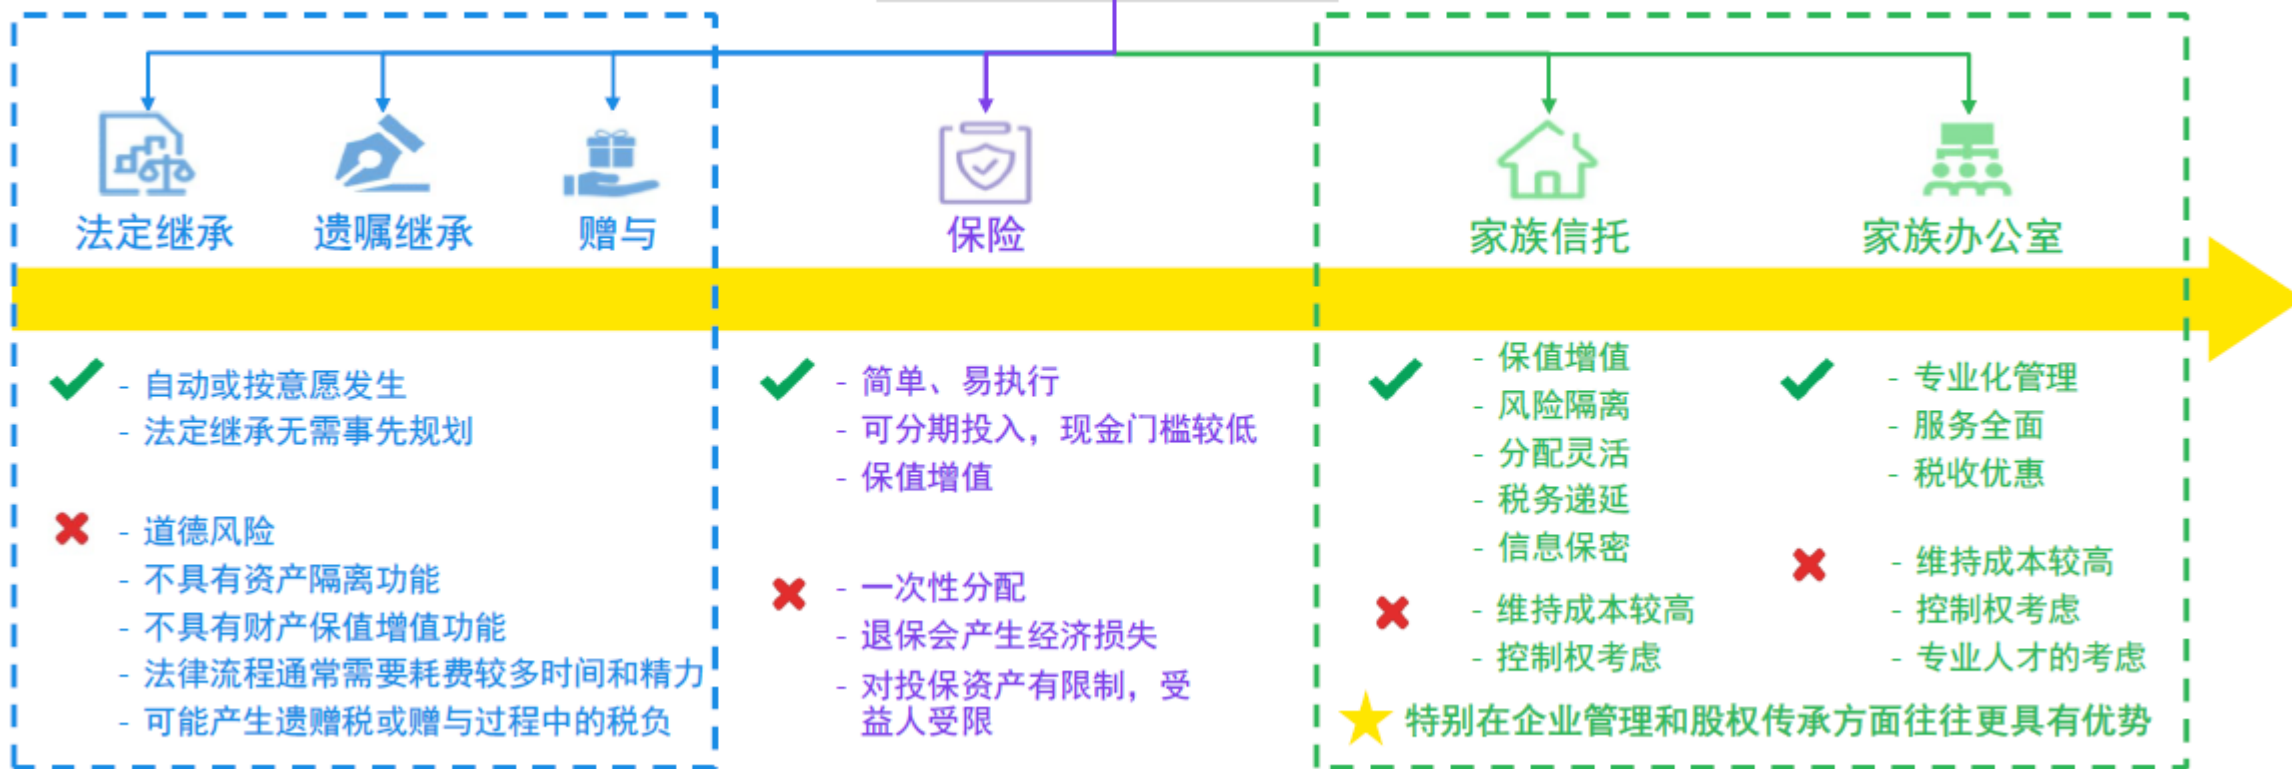 法定继承
遗嘱继承
赠与
保险
家族信托
家族办公室
- 自动或按意愿发生
- 法定继承无需事先规划
- 道德风险
- 不具有资产隔离功能
- 不具有财产保值增值功能
- 法律流程通常需要耗费较多时间和精力
- 可能产生遗赠税或赠与过程中的税负
- 简单、易执行
- 可分期投入，现金门槛较低
- 保值增值
- 一次性分配
- 退保会产生经济损失
- 对投保资产有限制，受
益人受限
- 保值增值
- 风险隔离
- 分配灵活
- 税务递延
- 信息保密
- 维持成本较高
- 控制权考虑
- 专业化管理
- 服务全面
- 税收优惠
- 维持成本较高
- 控制权考虑
- 专业人才的考虑
特别在企业管理和股权传承方面往往更具有优势